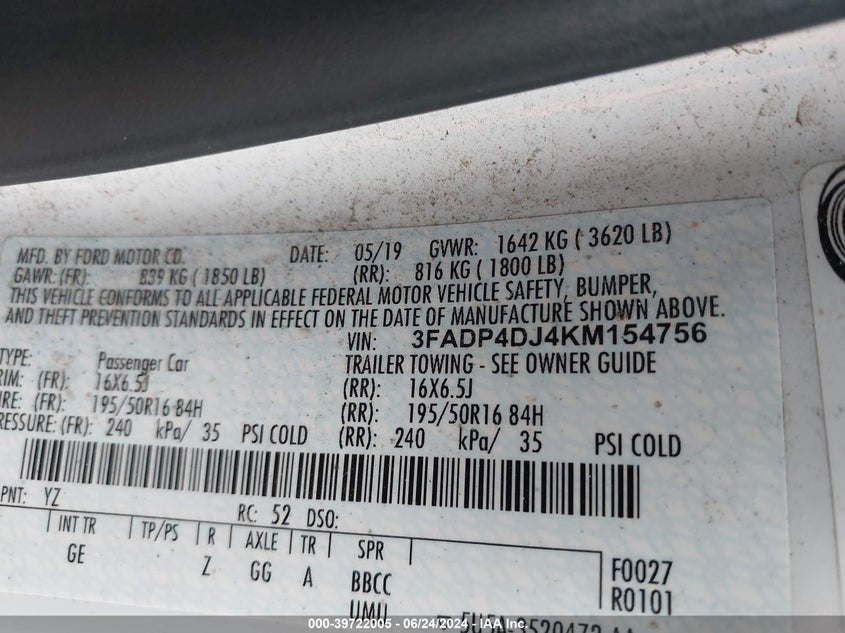 MFD. BY FORD MOTOR CO. DATE: 05/19 GVWR: 1642 KG ( 3620 LB)
GAWR: (FR): 839 KG ( 1850 LB) (RR): 816 KG ( 1800 LB)
THIS VEHICLE CONFORMS TO ALL APPLICABLE FEDERAL MOTOR VEHICLE SAFETY, BUMPER,
AND THEFT PREVENTION STANDARDS IN EFFECT ON THE DATE OF MANUFACTURE SHOWN ABOVE.
VIN: 3FADP4DJ4KM154756
TYPE: Passenger Car TRAILER TOWING - SEE OWNER GUIDE
RIM: (FR): 16X6.5J (RR): 16X6.5J
IRE: (FR): 195/50R16 84H (RR): 195/50R16 84H
PRESSURE: (FR): 240 kPa/ 35 PSI COLD (RR): 240 kPa/ 35 PSI COLD
PNT: YZ
RC: 52 DSO:
INT TR TP/PS R AXLE TR SPR
GE Z GG A BBCC F0027
UMU R0101
000-39722005 - 06/24/2024 - IAAI Branch